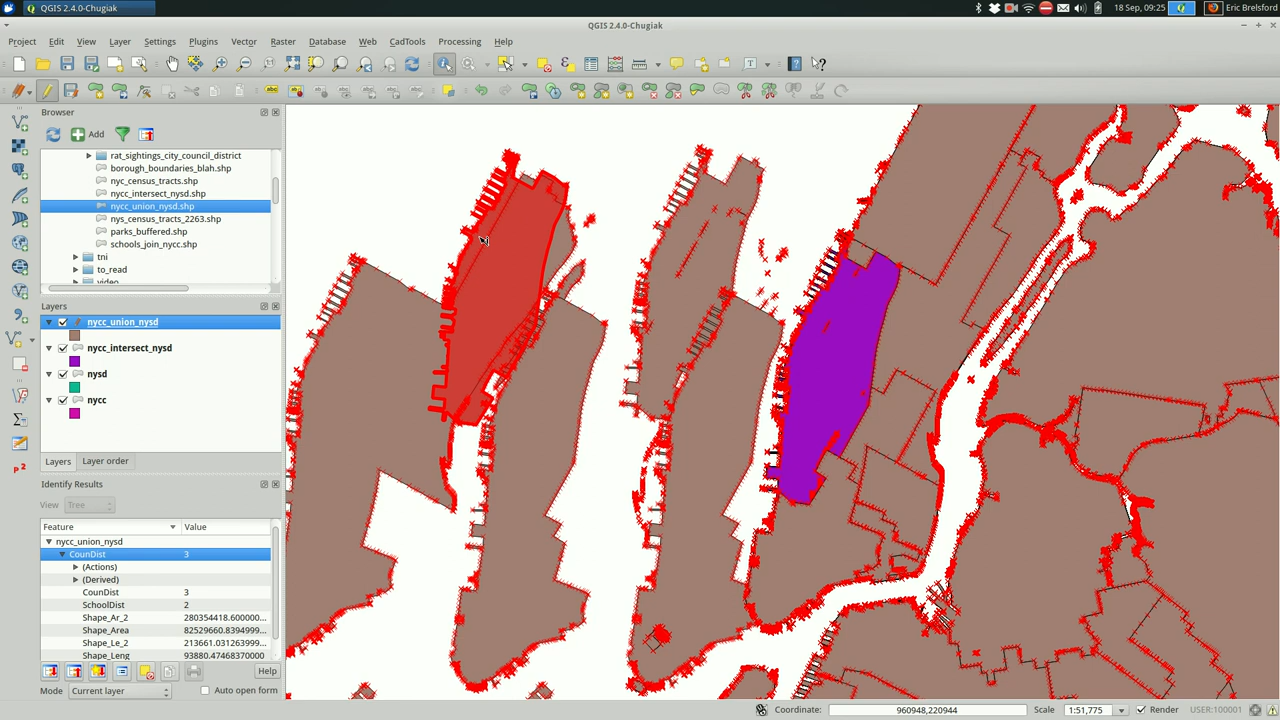 QGIS 2.4.0-Chugiak
18 Sep, 09:25
Eric Brelsford
QGIS 2.4.0-Chugiak
Project Edit View Layer Settings Plugins Vector Raster Database Web CadTools Processing Help
Browser
Add
rat_sightings_city_council_district
borough_boundaries_blah.shp
nyc_census_tracts.shp
nycc_intersect_nysd.shp
nycc_union_nysd.shp
nys_census_tracts_2263.shp
parks_buffered.shp
schools_join_nycc.shp
tni
to_read
video
Layers
nycc_union_nysd
nycc_intersect_nysd
nysd
nycc
Layers Layer order
Identify Results
View Tree
Feature Value
nycc_union_nysd
CounDist 3
(Actions)
(Derived)
CounDist 3
SchoolDist 2
Shape_Ar_2 280354418.600000...
Shape_Area 82529660.8394999...
Shape_Le_2 213661.031263999...
Shape_Leng 93880.47468370000
Help
Mode Current layer Auto open form
Coordinate: 960948,220944 Scale 1:51,775 Render USER:100001